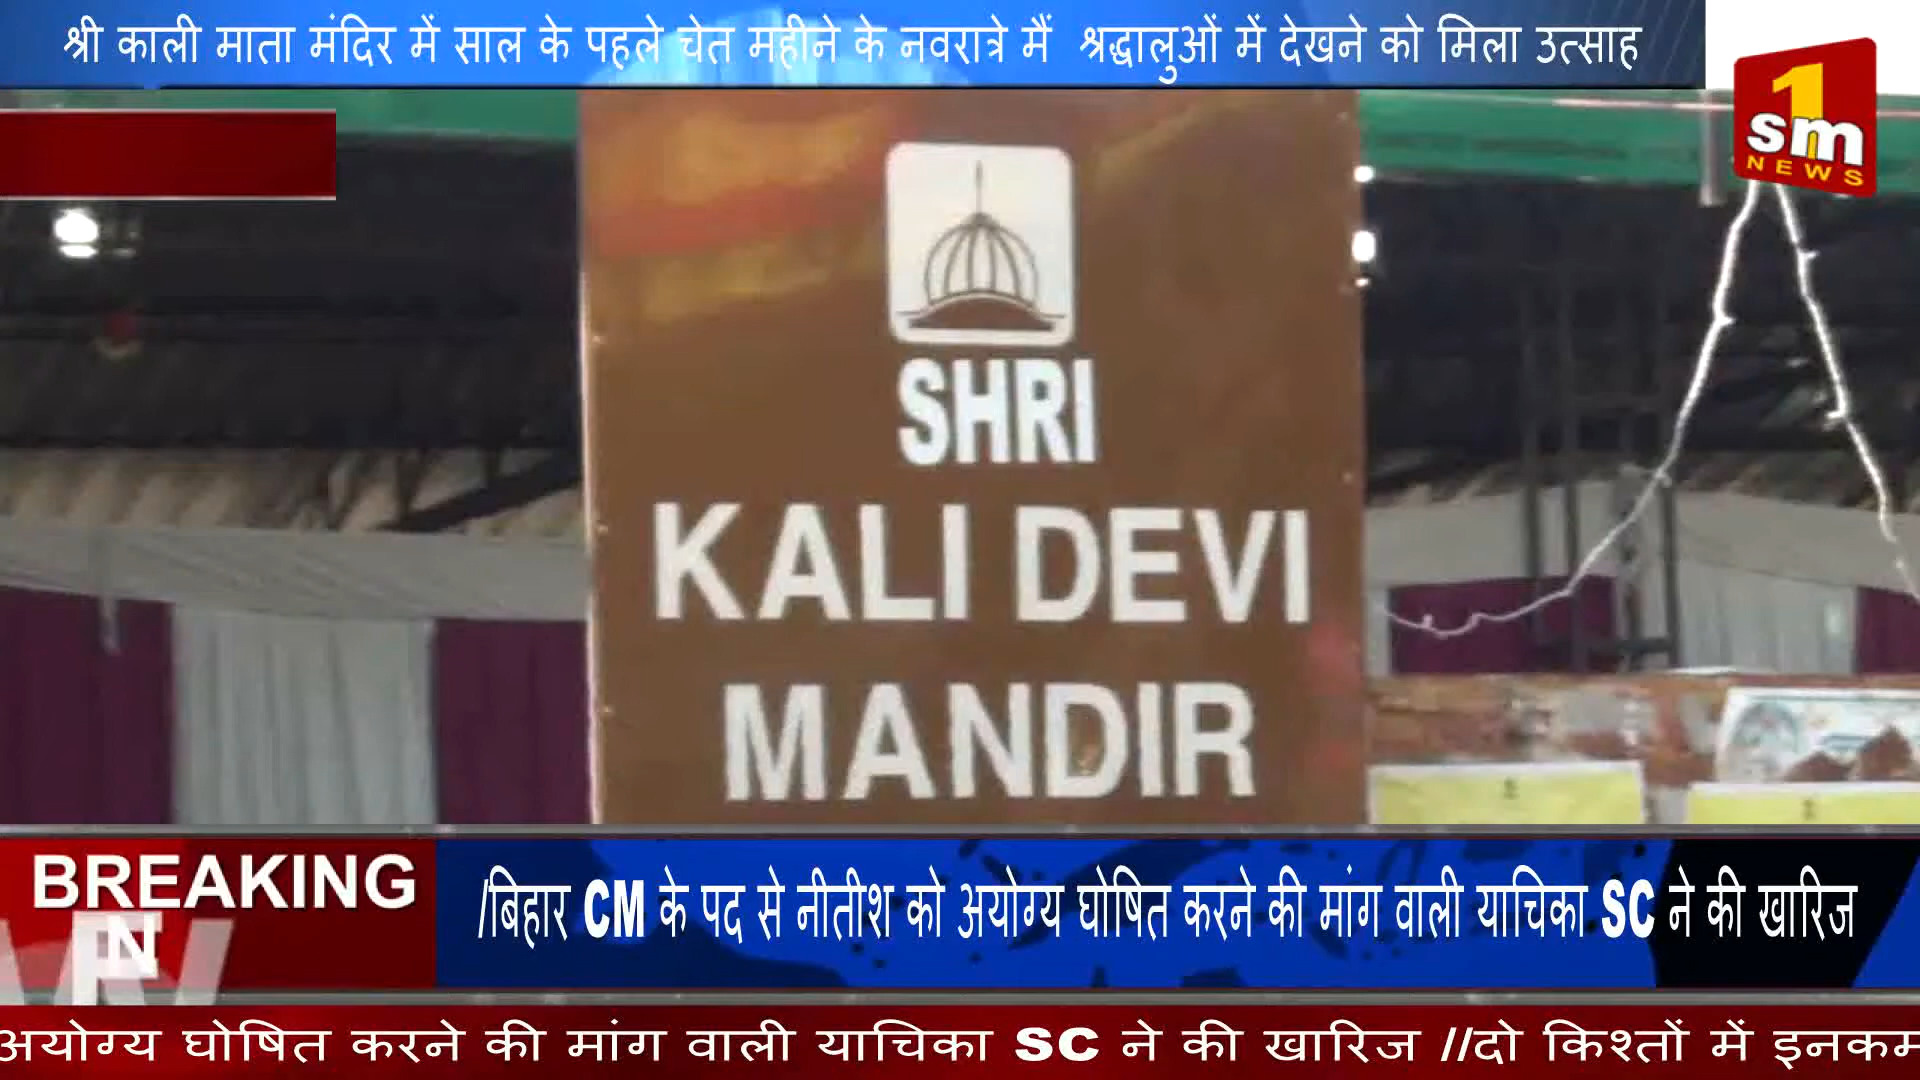 श्री काली माता मंदिर में साल के पहले चेत महीने के नवरात्रे मैं श्रद्धालुओं में देखने को मिला उत्साह
1
sm
NEWS
SHRI
KALI DEVI
MANDIR
BREAKING
N
/बिहार CM के पद से नीतीश को अयोग्य घोषित करने की मांग वाली याचिका SC ने की खारिज
अयोग्य घोषित करने की मांग वाली याचिका SC ने की खारिज //दो किश्तों में इनकम